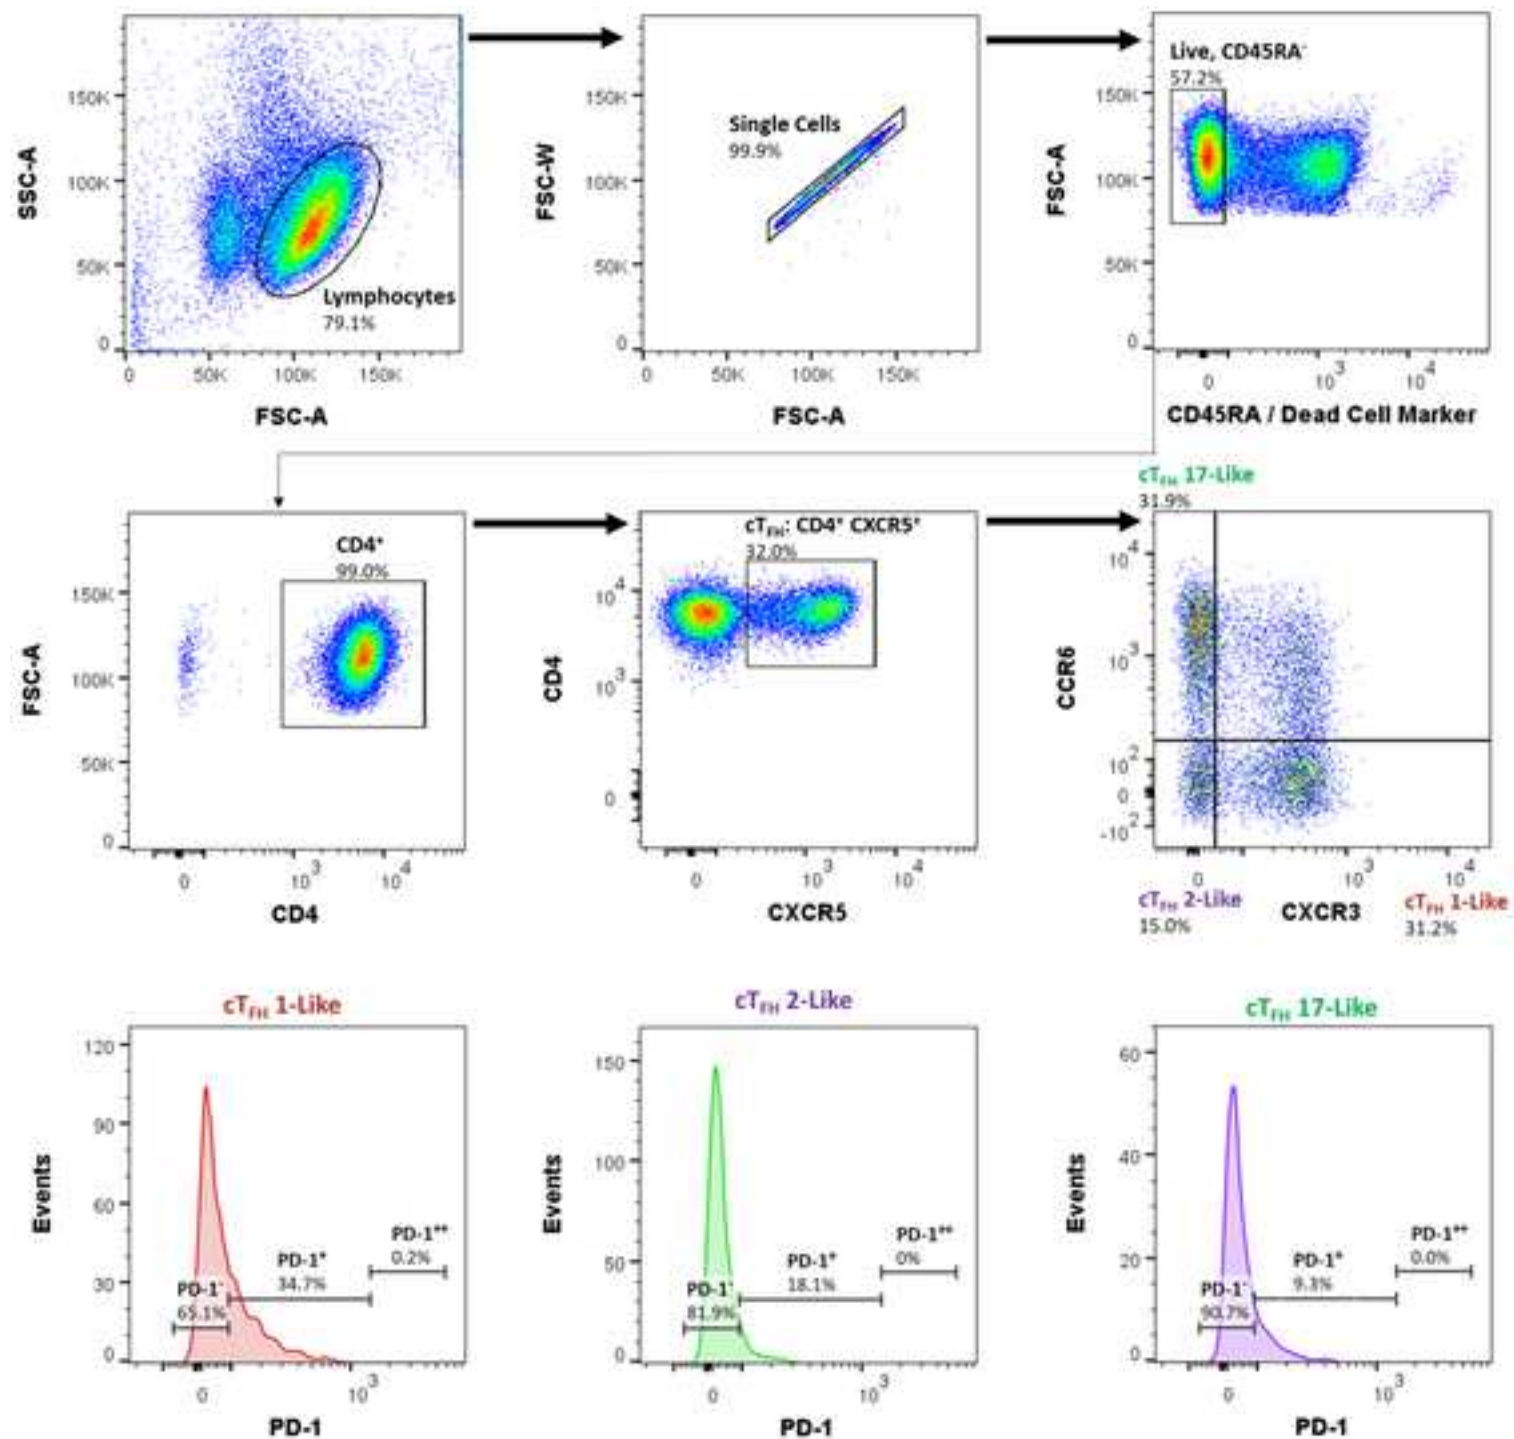 SSC-A
150K
100K
50K
0
Lymphocytes
79.1%
0 50K 100K 150K
FSC-A
FSC-W
150K
100K
50K
0
Single Cells
99.9%
0 50K 100K 150K
FSC-A
FSC-A
150K
100K
50K
0
Live, CD45RA⁻
57.2%
0 10³ 10⁴
CD45RA / Dead Cell Marker
FSC-A
150K
100K
50K
0
CD4⁺
99.0%
0 10³ 10⁴
CD4
CD4
10⁴
10³
0
cT_FH: CD4⁺ CXCR5⁺
32.0%
0 10³ 10⁴
CXCR5
cT_FH 17-Like
31.9%
CCR6
10⁴
10³
10²
0
-10²
0 10³ 10⁴
cT_FH 2-Like
15.0%
CXCR3
cT_FH 1-Like
31.2%
cT_FH 1-Like
Events
120
90
60
30
0
PD-1⁻
65.1%
PD-1⁺
34.7%
PD-1⁺⁺
0.2%
0 10³
PD-1
cT_FH 2-Like
Events
150
100
50
0
PD-1⁻
81.9%
PD-1⁺
18.1%
PD-1⁺⁺
0%
0 10³
PD-1
cT_FH 17-Like
Events
60
40
20
0
PD-1⁻
90.7%
PD-1⁺
9.3%
PD-1⁺⁺
0.0%
0 10³
PD-1